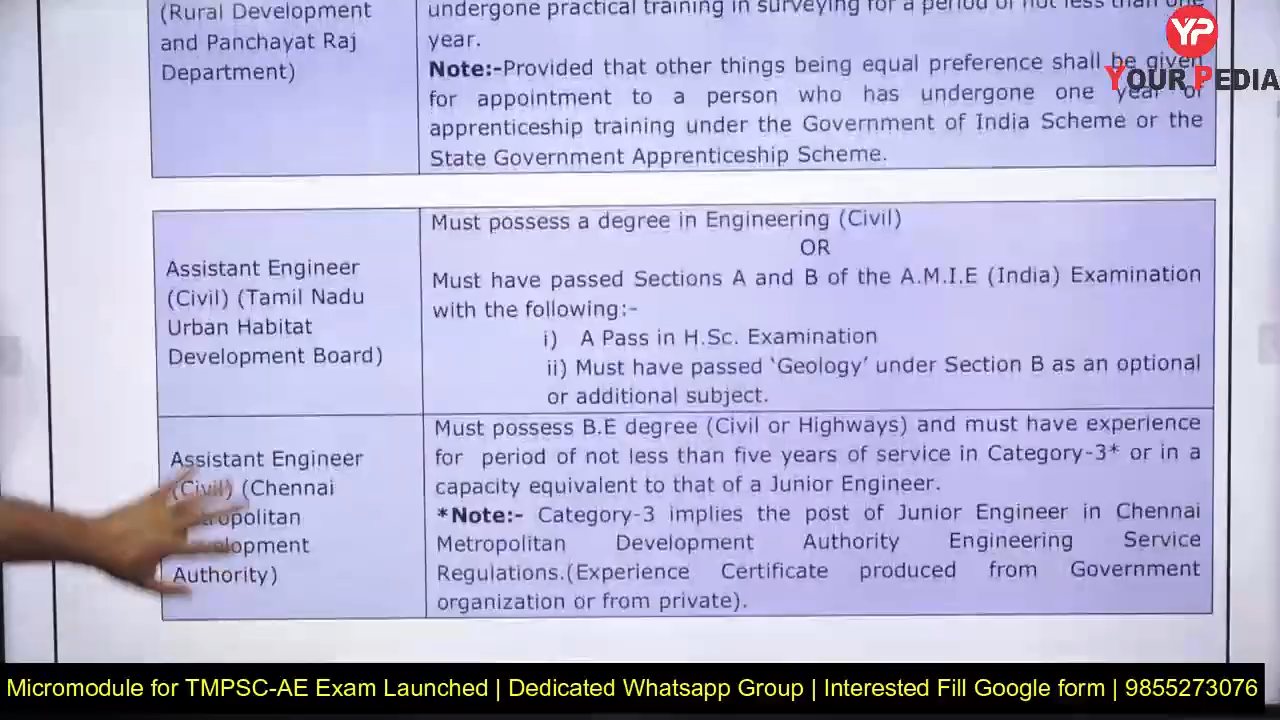 (Rural Development
and Panchayat Raj
Department)
undergone practical training in surveying for a period of not less than one
year.
Note:-Provided that other things being equal preference shall be given
for appointment to a person who has undergone one year of
apprenticeship training under the Government of India Scheme or the
State Government Apprenticeship Scheme.
YP
YOUR PEDIA
Assistant Engineer
(Civil) (Tamil Nadu
Urban Habitat
Development Board)
Must possess a degree in Engineering (Civil)
OR
Must have passed Sections A and B of the A.M.I.E (India) Examination
with the following:-
i) A Pass in H.Sc. Examination
ii) Must have passed ‘Geology’ under Section B as an optional
or additional subject.
Assistant Engineer
(Civil) (Chennai
Metropolitan
Development
Authority)
Must possess B.E degree (Civil or Highways) and must have experience
for period of not less than five years of service in Category-3* or in a
capacity equivalent to that of a Junior Engineer.
*Note:- Category-3 implies the post of Junior Engineer in Chennai
Metropolitan Development Authority Engineering Service
Regulations.(Experience Certificate produced from Government
organization or from private).
Micromodule for TMPSC-AE Exam Launched | Dedicated Whatsapp Group | Interested Fill Google form | 9855273076